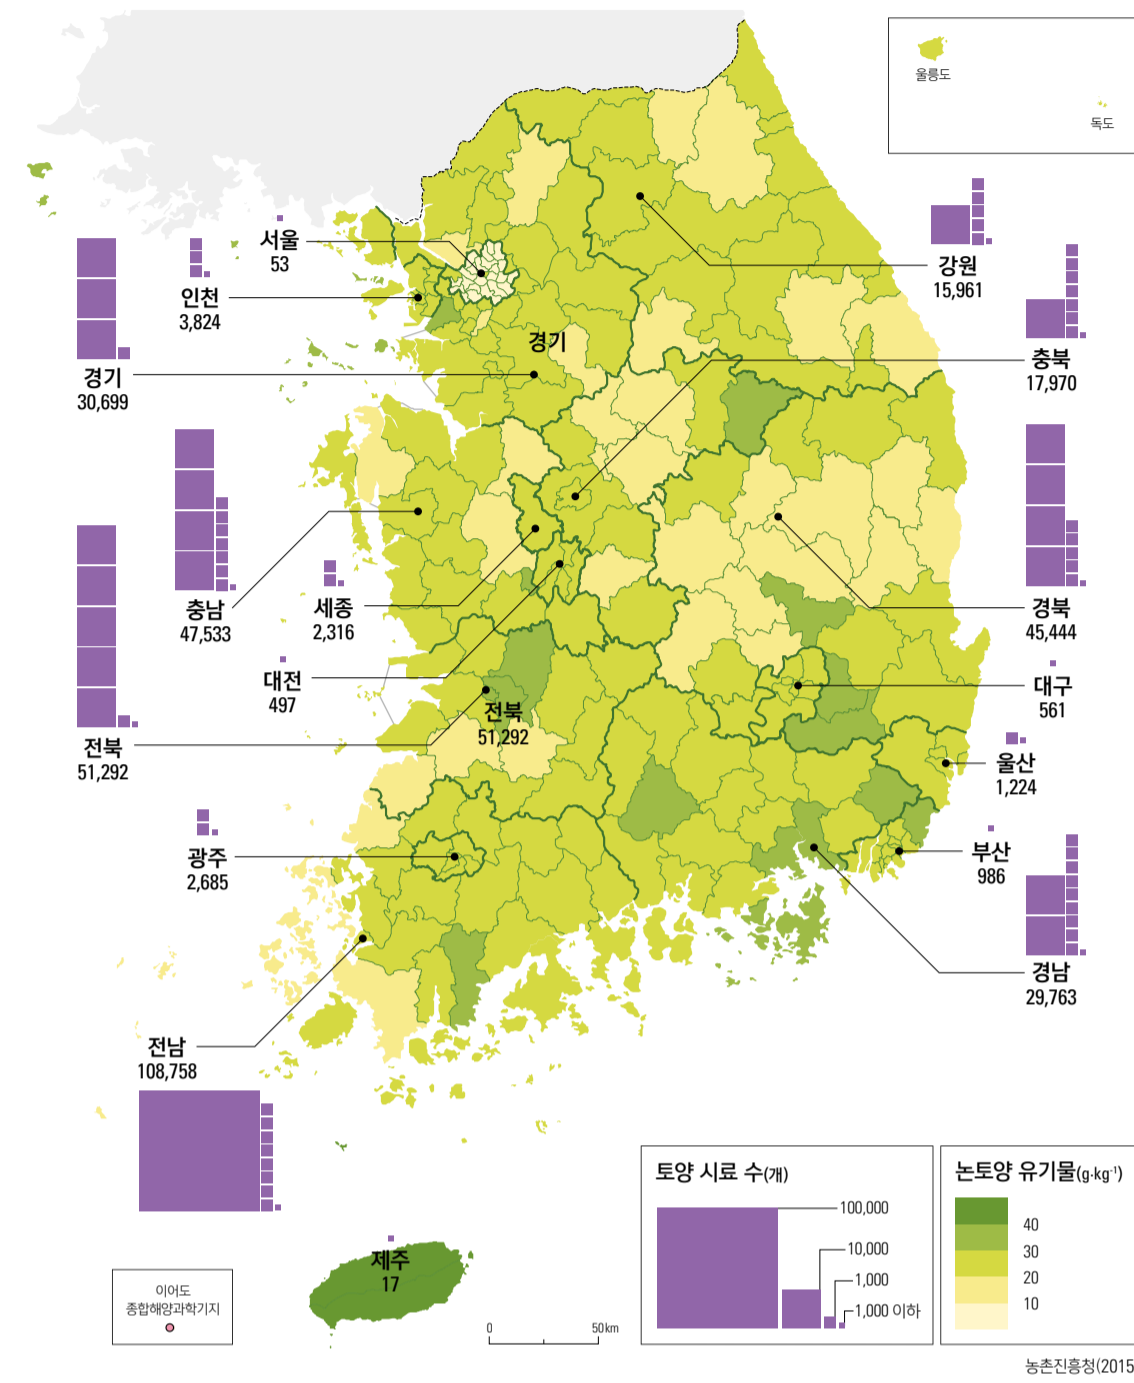 울릉도
독도
서울
53
인천
3,824
강원
15,961
경기
경기
30,699
충북
17,970
충남
47,533
세종
2,316
경북
45,444
대전
497
대구
561
전북
51,292
전북
51,292
울산
1,224
광주
2,685
부산
986
경남
29,763
전남
108,758
제주
17
이어도
종합해양과학기지
0 50km
토양 시료 수(개)
100,000
10,000
1,000
1,000 이하
논토양 유기물(g·kg⁻¹)
40
30
20
10
농촌진흥청(2015